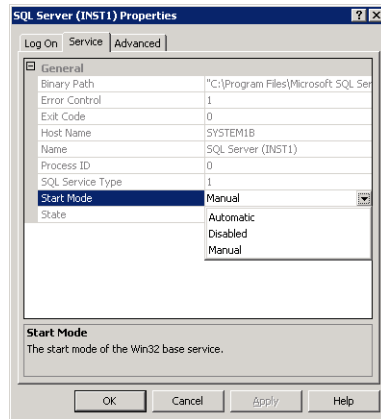 SQL Server (INST1) Properties
Log On Service Advanced
General
Binary Path "C:\Program Files\Microsoft SQL Ser
Error Control 1
Exit Code 0
Host Name SYSTEM1B
Name SQL Server (INST1)
Process ID 0
SQL Service Type 1
Start Mode Manual
State
Automatic
Disabled
Manual
Start Mode
The start mode of the Win32 base service.
OK Cancel Apply Help